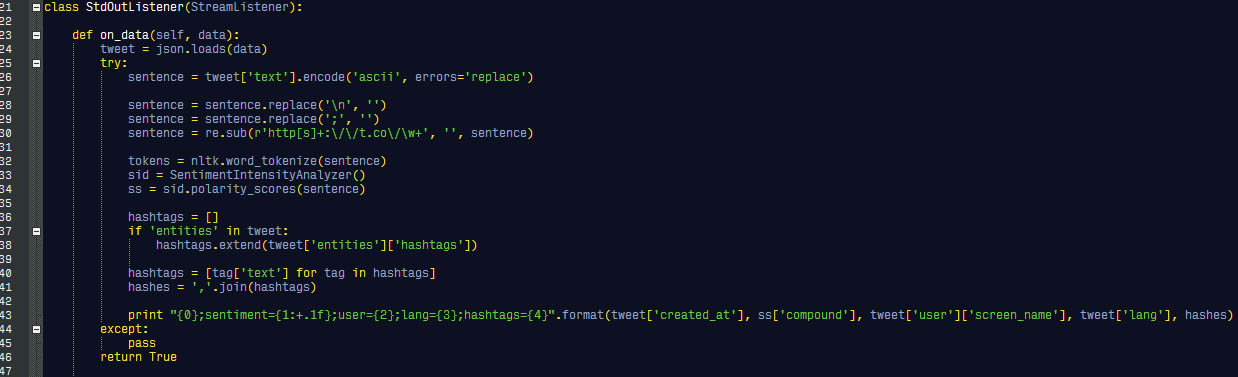 21 class StdOutListener(StreamListener):
22
23     def on_data(self, data):
24         tweet = json.loads(data)
25         try:
26             sentence = tweet['text'].encode('ascii', errors='replace')
27
28             sentence = sentence.replace('\n', '')
29             sentence = sentence.replace(';', '')
30             sentence = re.sub(r'http[s]+:\/\/t.co\/\w+', '', sentence)
31
32             tokens = nltk.word_tokenize(sentence)
33             sid = SentimentIntensityAnalyzer()
34             ss = sid.polarity_scores(sentence)
35
36             hashtags = []
37             if 'entities' in tweet:
38                 hashtags.extend(tweet['entities']['hashtags'])
39
40             hashtags = [tag['text'] for tag in hashtags]
41             hashes = ','.join(hashtags)
42
43             print "{0};sentiment={1:+.1f};user={2};lang={3};hashtags={4}".format(tweet['created_at'], ss['compound'], tweet['user']['screen_name'], tweet['lang'], hashes)
44         except:
45             pass
46         return True
47